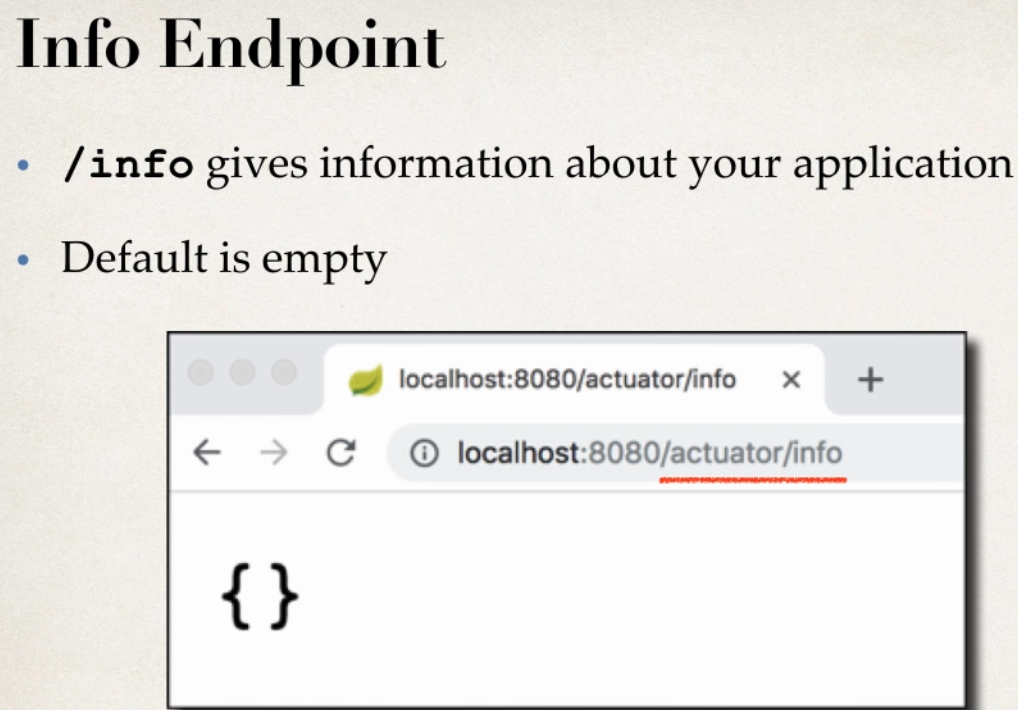 Info Endpoint
• /info gives information about your application
• Default is empty
localhost:8080/actuator/info
localhost:8080/actuator/info
{}